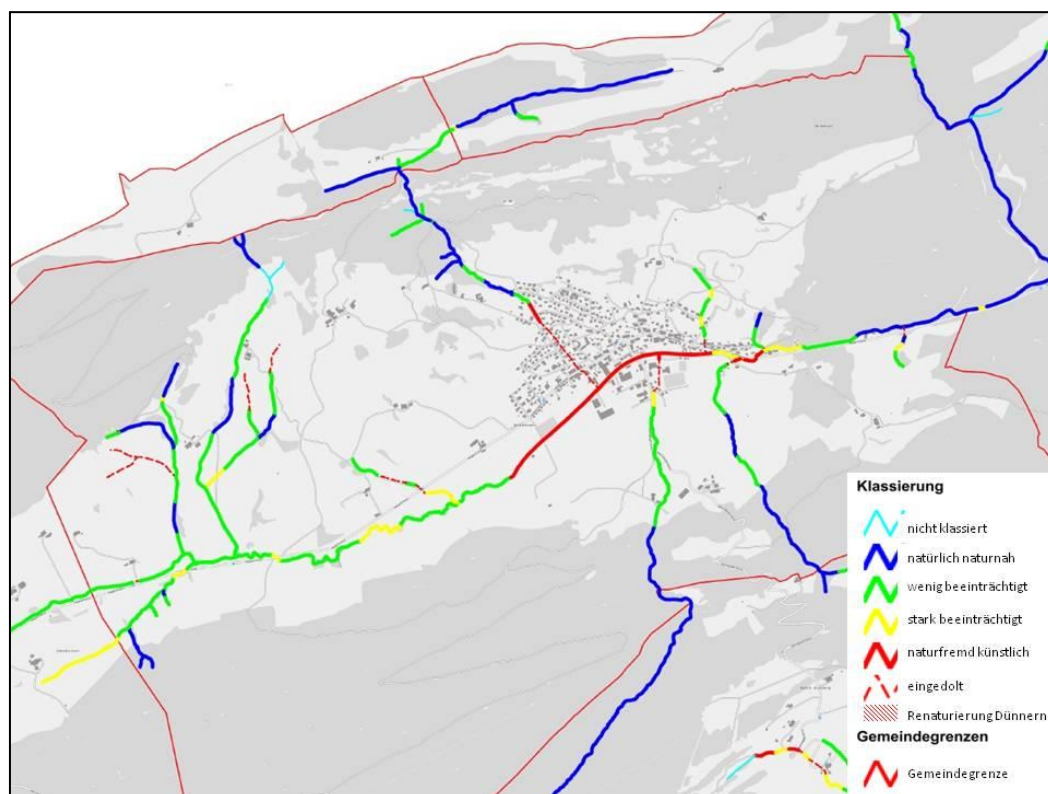 Klassierung
nicht klassiert
natürlich naturnah
wenig beeinträchtigt
stark beeinträchtigt
naturfremd künstlich
eingedolt
Renaturierung Dünnern
Gemeindegrenzen
Gemeindegrenze